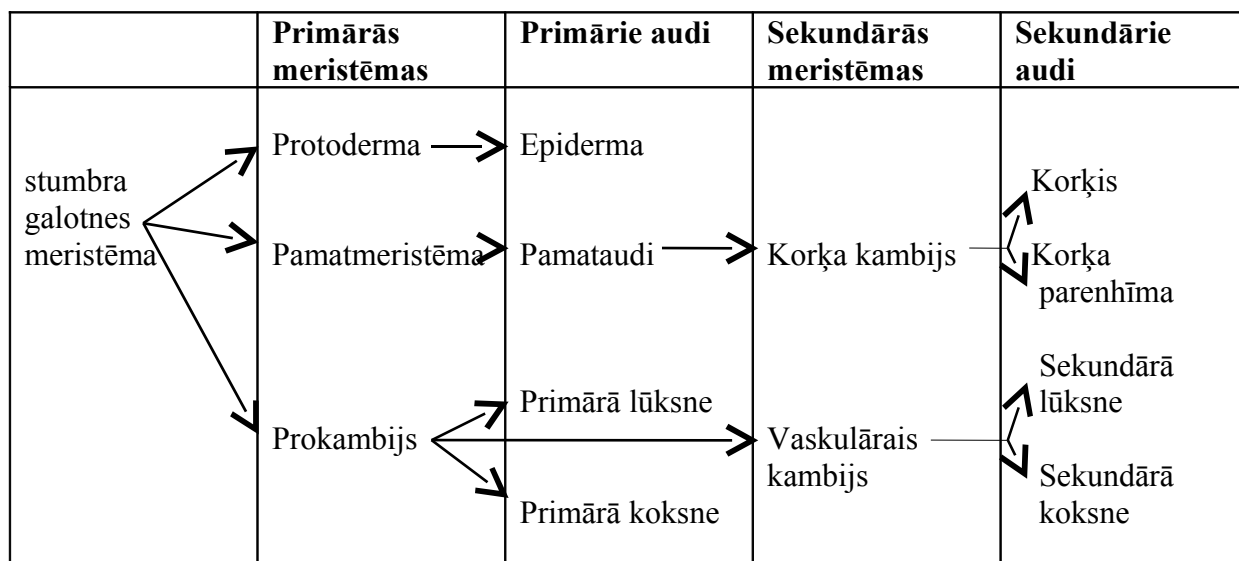 Primārās meristēmas
Primārie audi
Sekundārās meristēmas
Sekundārie audi
stumbra
galotnes
meristēma
Protoderma
Epiderma
Pamatmeristēma
Pamataudi
Korķa kambijs
Korķis
Korķa
parenhīma
Prokambijs
Primārā lūksne
Primārā koksne
Vaskulārais
kambijs
Sekundārā
lūksne
Sekundārā
koksne